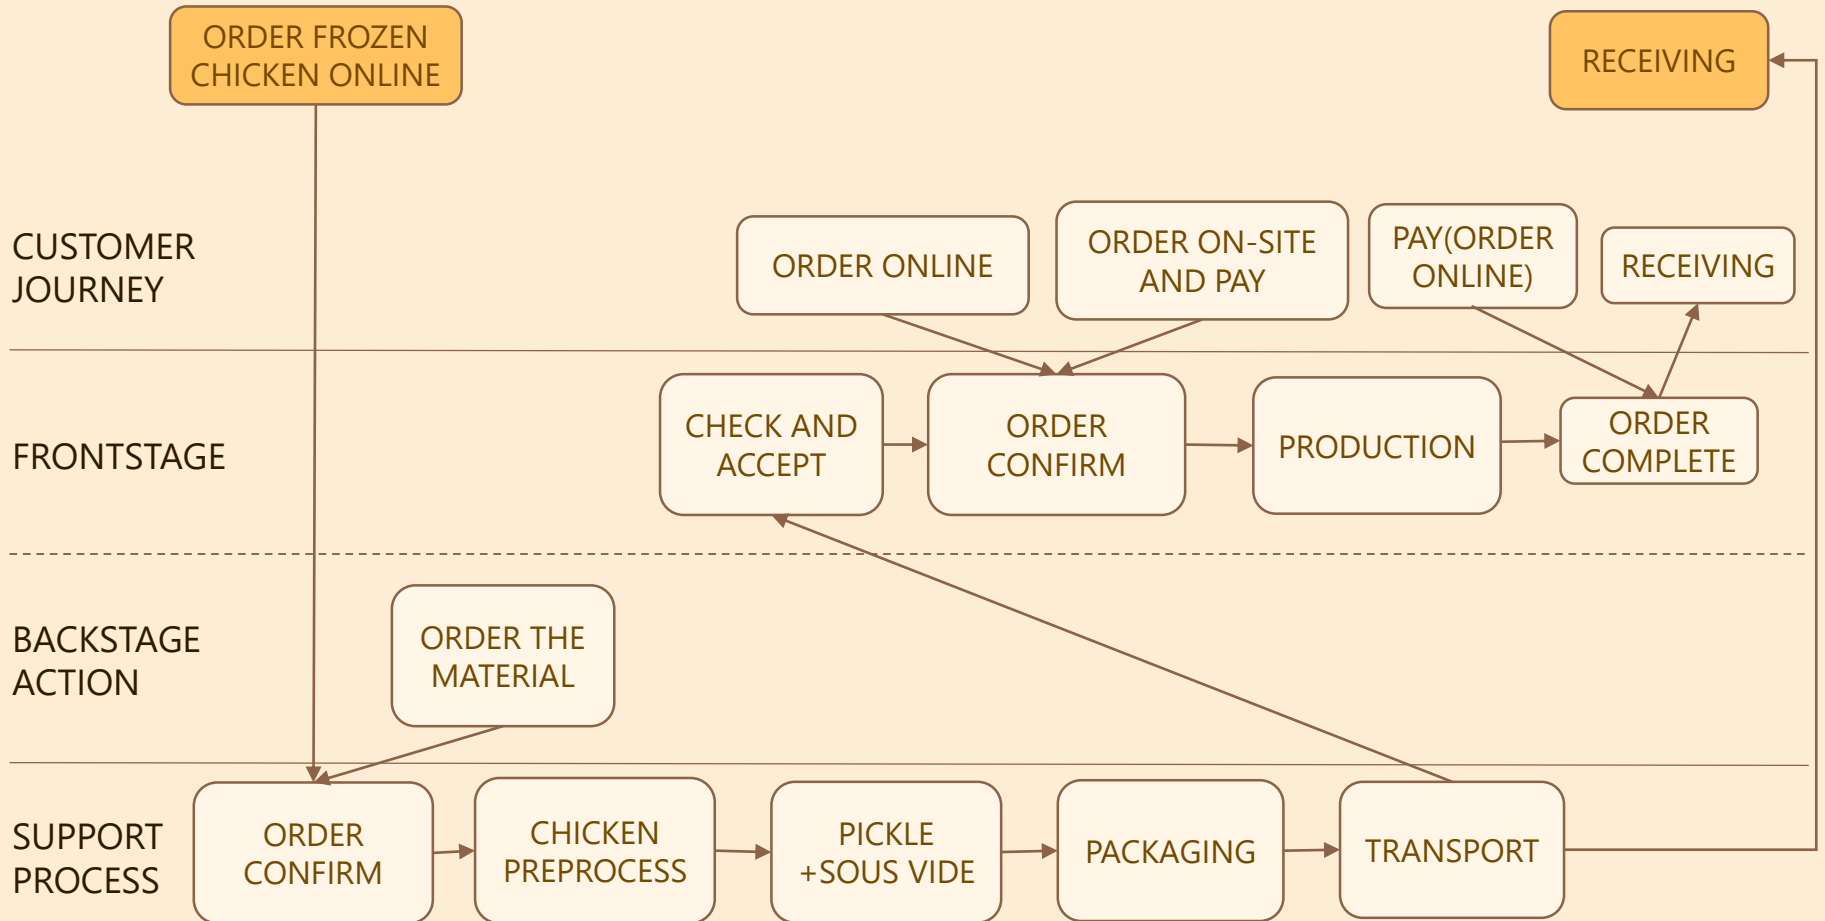 ORDER FROZEN
CHICKEN ONLINE
RECEIVING
CUSTOMER
JOURNEY
ORDER ONLINE
ORDER ON-SITE
AND PAY
PAY(ORDER
ONLINE)
RECEIVING
FRONTSTAGE
CHECK AND
ACCEPT
ORDER
CONFIRM
PRODUCTION
ORDER
COMPLETE
BACKSTAGE
ACTION
ORDER THE
MATERIAL
SUPPORT
PROCESS
ORDER
CONFIRM
CHICKEN
PREPROCESS
PICKLE
+SOUS VIDE
PACKAGING
TRANSPORT